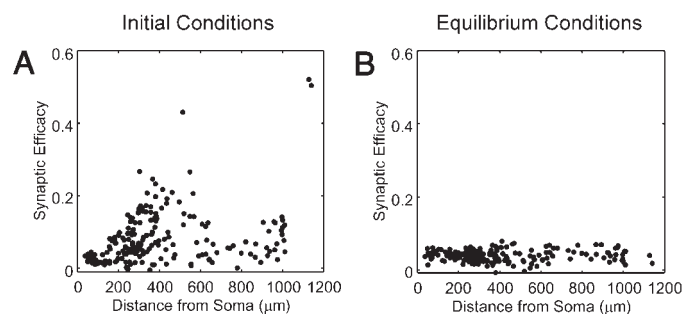 Initial Conditions
A
0.6
0.4
0.2
0
Synaptic Efficacy
0 200 400 600 800 1000 1200
Distance from Soma (μm)
Equilibrium Conditions
B
0.6
0.4
0.2
0
Synaptic Efficacy
0 200 400 600 800 1000 1200
Distance from Soma (μm)